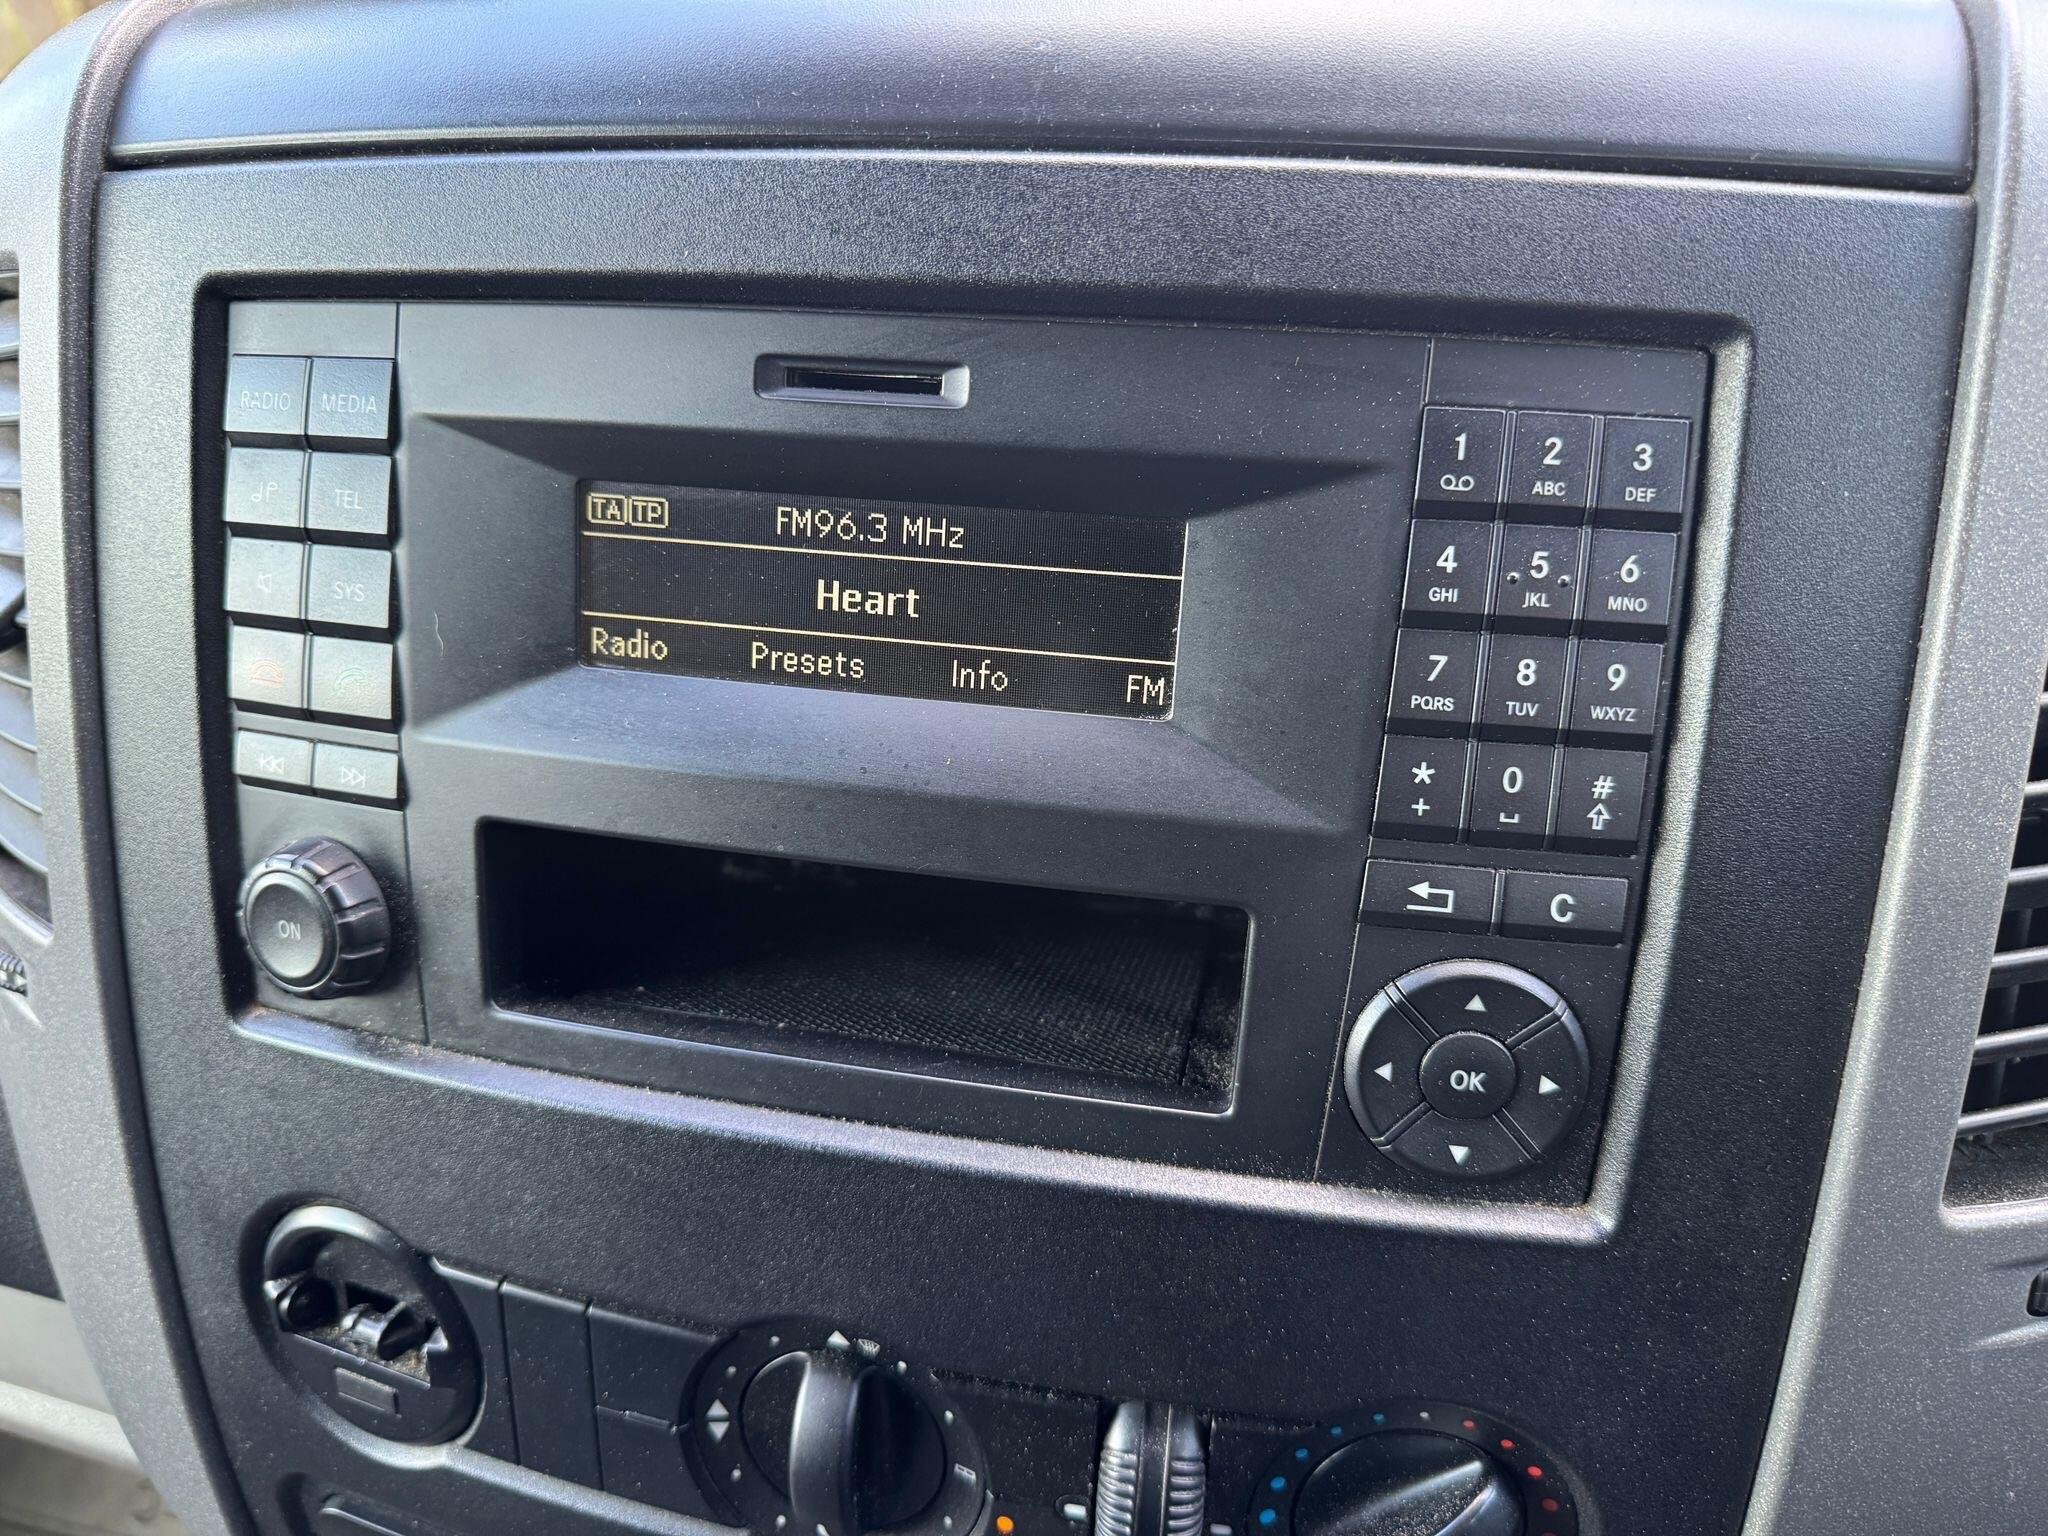 RADIO MEDIA
TEL
SYS
ON
TA TP FM96.3 MHz
Heart
Radio Presets Info FM
1 2 3
ABC DEF
4 5 6
GHI JKL MNO
7 8 9
PQRS TUV WXYZ
* 0 #
+
C
OK